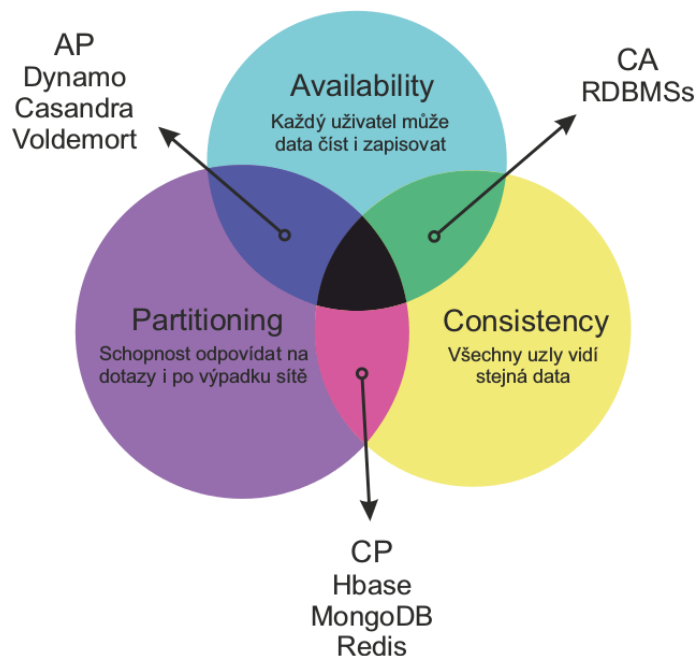 AP
Dynamo
Casandra
Voldemort
Availability
Každý uživatel může
data číst i zapisovat
CA
RDBMSs
Partitioning
Schopnost odpovídat na
dotazy i po výpadku sítě
Consistency
Všechny uzly vidí
stejná data
CP
Hbase
MongoDB
Redis